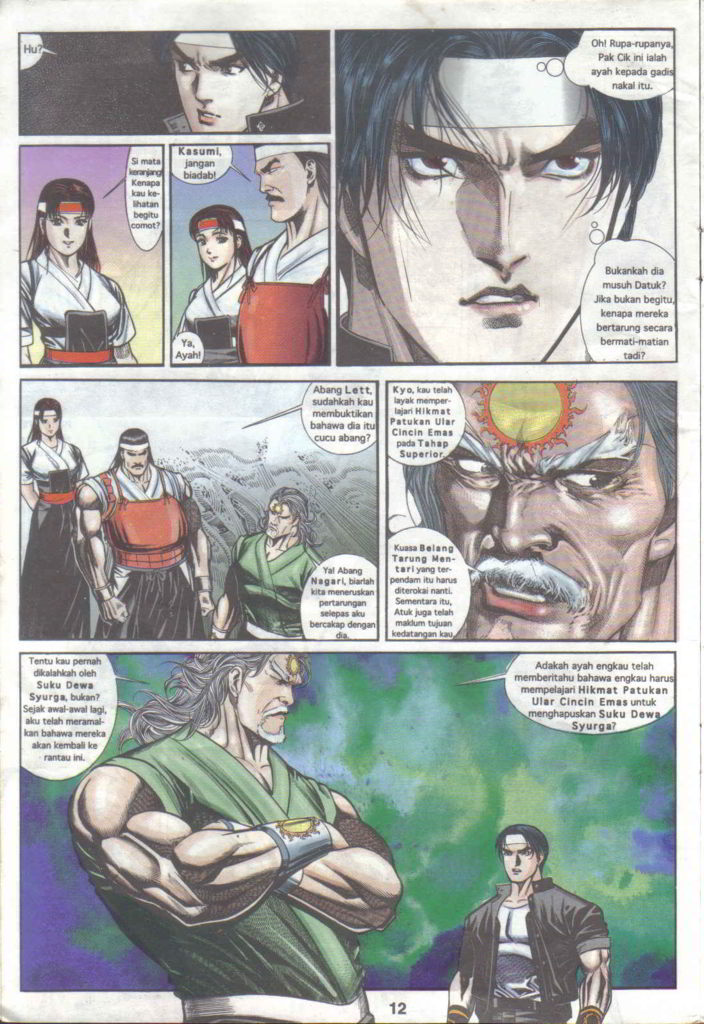 Hu?
Oh! Rupa-rupanya,
Pak Cik ini ialah
ayah kepada gadis
nakal itu.
Si mata
keranjang!
Kenapa
kau ke-
lihatan
begitu
comot?
Kasumi,
jangan
biadab!
Ya,
Ayah!
Bukankah dia
musuh Datuk?
Jika bukan begitu,
kenapa mereka
bertarung secara
bermati-matian
tadi?
Abang Lett,
sudahkah kau
membuktikan
bahawa dia itu
cucu abang?
Ya! Abang
Nagari, biarlah
kita meneruskan
pertarungan
selepas aku
bercakap dengan
dia.
Kyo, kau telah
layak memper-
lajari Hikmat
Patukan Ular
Cincin Emas
pada Tahap
Superior.
Kuasa Belang
Tarung Men-
tari yang ter-
pendam itu harus
diterokai nanti.
Sementara itu,
Atuk juga telah
maklum tujuan
kedatangan kau.
Tentu kau pernah
dikalahkan oleh
Suku Dewa
Syurga, bukan?
Sejak awal-awal lagi,
aku telah meramal-
kan bahawa mereka
akan kembali ke
rantau ini.
Adakah ayah engkau telah
memberitahu bahawa engkau harus
mempelajari Hikmat Patukan
Ular Cincin Emas untuk
menghapuskan Suku Dewa
Syurga?
12